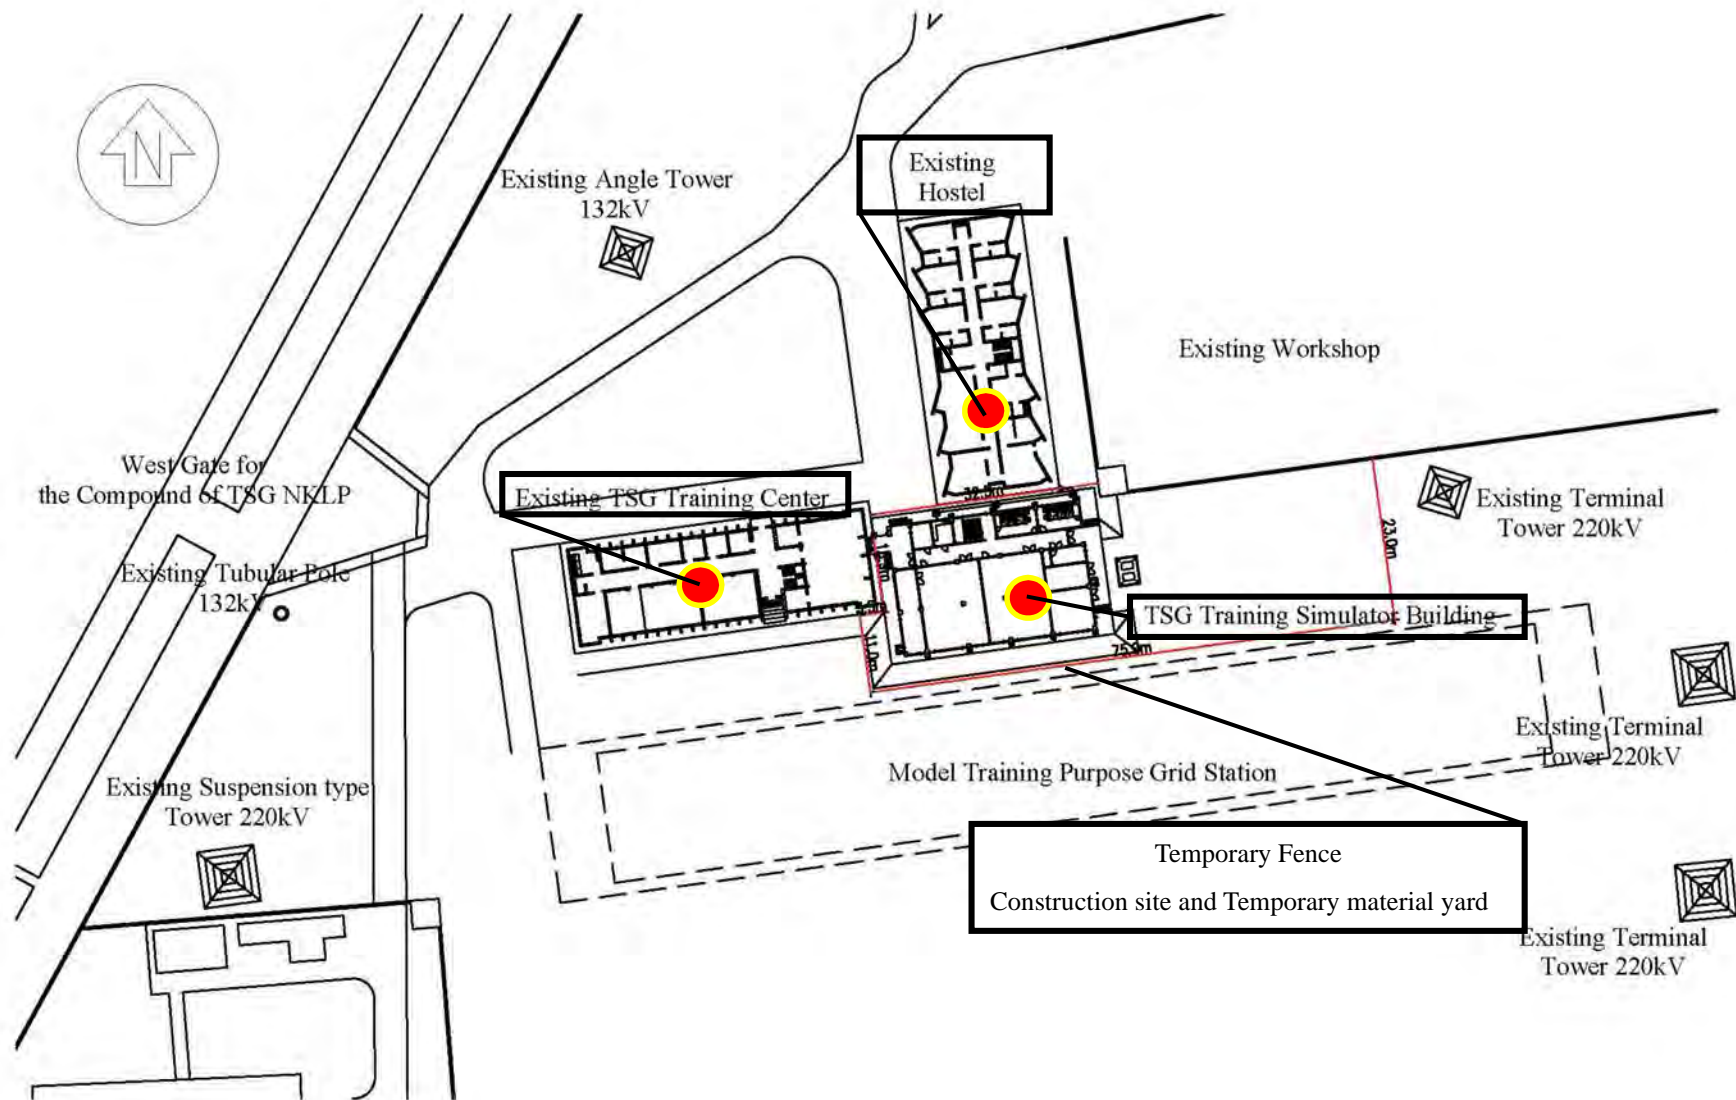 N
Existing
Hostel
Existing Angle Tower
132kV
Existing Workshop
West Gate for
the Compound of TSG NKLP
Existing TSG Training Center
32.5m
Existing Terminal
Tower 220kV
23.0m
Existing Tubular Pole
132kV
TSG Training Simulator Building
11.0m
Existing Terminal
Tower 220kV
Model Training Purpose Grid Station
Existing Suspension type
Tower 220kV
Temporary Fence
Construction site and Temporary material yard
Existing Terminal
Tower 220kV